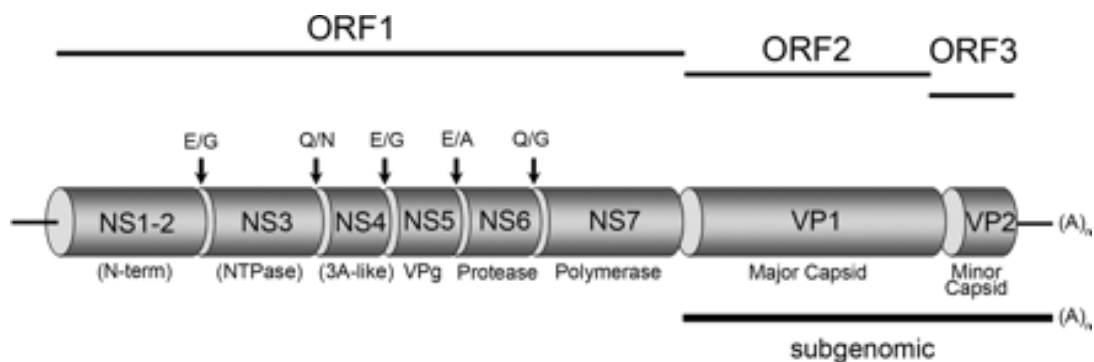 ORF1
ORF2
ORF3
E/G Q/N E/G E/A Q/G
NS1-2 NS3 NS4 NS5 NS6 NS7 VP1 VP2 (A)n
(N-term) (NTPase) (3A-like) VPg Protease Polymerase Major Capsid Minor
Capsid
(A)n
subgenomic